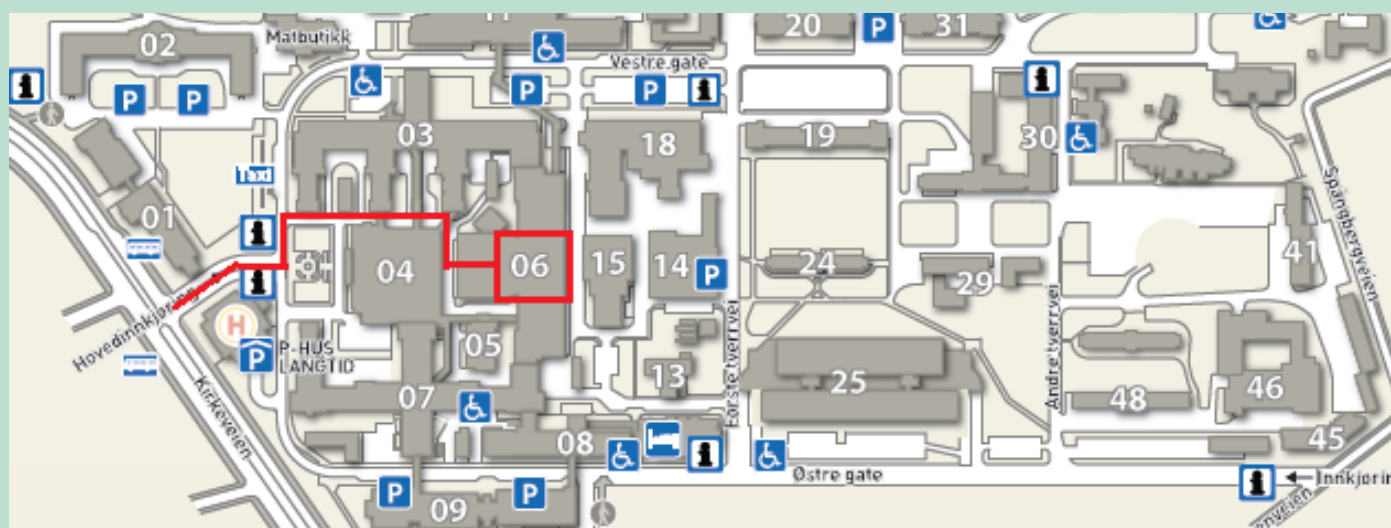 20
31
P
02
Matbutikk
Vestre gate
P
P
P
P
03
18
19
30
Taxi
01
Spångbergveien
41
06
15
14
P
24
04
29
Hovedinnkjøring
H
P
P-HUS
LANGTID
05
13
Første tverrvei
25
Andre tverrvei
48
46
Kirkeveien
07
08
45
Østre gate
Innkjørin
P
P
09